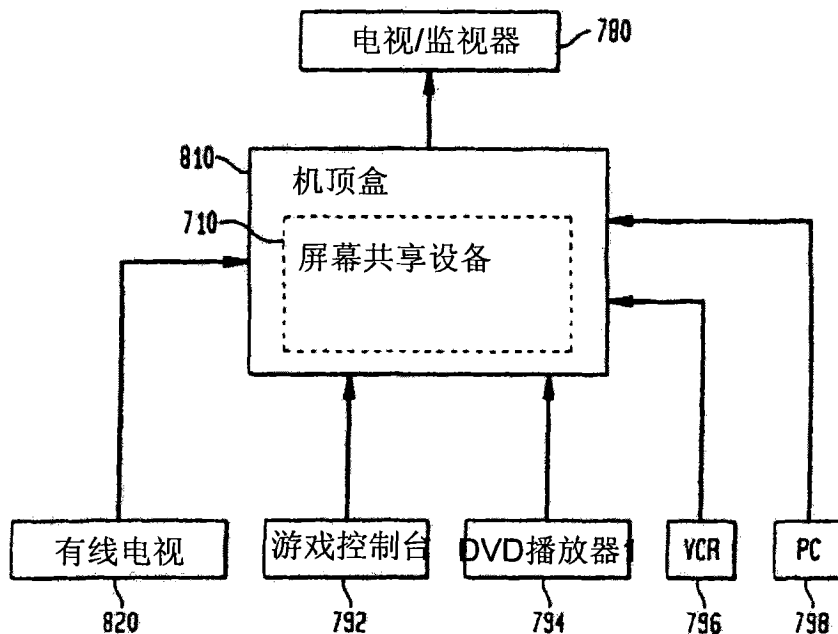 电视/监视器
780
810
机顶盒
710
屏幕共享设备
有线电视
游戏控制台
DVD播放器1
VCR
PC
820
792
794
796
798